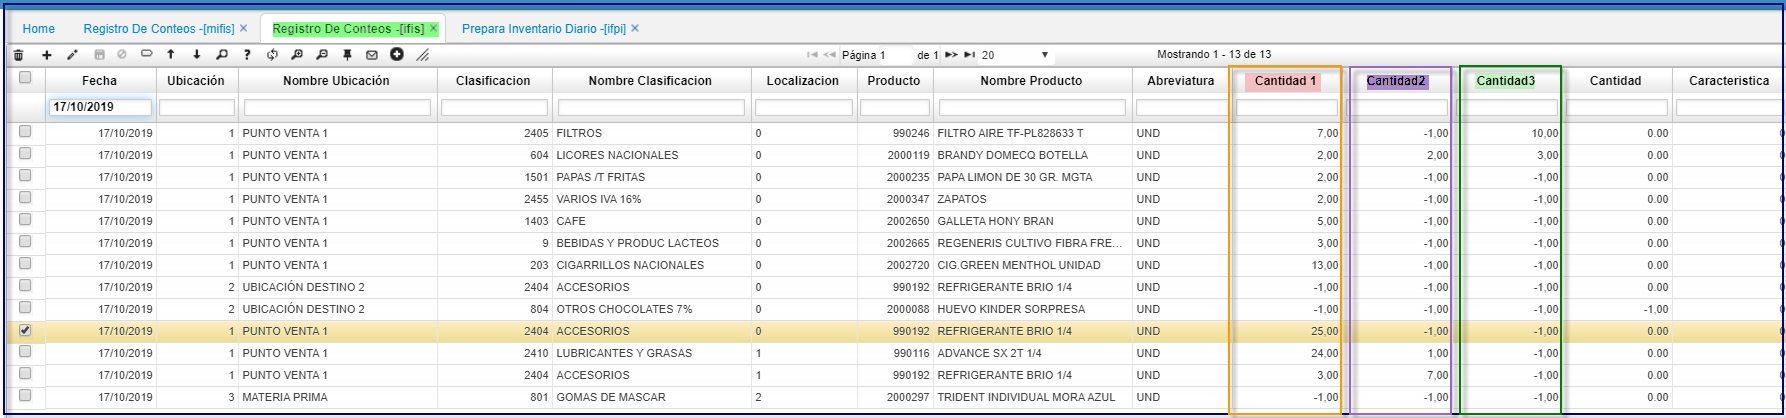 Home Registro De Conteos -[mifis] × Registro De Conteos -[ifis] × Prepara Inventario Diario -[ifpi] ×
Página 1 de 1 20 Mostrando 1 - 13 de 13
Fecha Ubicación Nombre Ubicación Clasificacion Nombre Clasificacion Localizacion Producto Nombre Producto Abreviatura Cantidad 1 Cantidad2 Cantidad3 Cantidad Caracteristica
17/10/2019
17/10/2019 1 PUNTO VENTA 1 2405 FILTROS 0 990246 FILTRO AIRE TF-PL828633 T UND 7,00 -1,00 10,00 0.00 0
17/10/2019 1 PUNTO VENTA 1 604 LICORES NACIONALES 0 2000119 BRANDY DOMECQ BOTELLA UND 2,00 2,00 3,00 0.00 0
17/10/2019 1 PUNTO VENTA 1 1501 PAPAS /T FRITAS 0 2000235 PAPA LIMON DE 30 GR. MGTA UND 2,00 -1,00 -1,00 0.00 0
17/10/2019 1 PUNTO VENTA 1 2455 VARIOS IVA 16% 0 2000347 ZAPATOS UND 2,00 -1,00 -1,00 0.00 0
17/10/2019 1 PUNTO VENTA 1 1403 CAFE 0 2002650 GALLETA HONY BRAN UND 5,00 -1,00 -1,00 0.00 0
17/10/2019 1 PUNTO VENTA 1 9 BEBIDAS Y PRODUC LACTEOS 0 2002665 REGENERIS CULTIVO FIBRA FRE... UND 3,00 -1,00 -1,00 0.00 0
17/10/2019 1 PUNTO VENTA 1 203 CIGARRILLOS NACIONALES 0 2002720 CIG.GREEN MENTHOL UNIDAD UND 13,00 -1,00 -1,00 0.00 0
17/10/2019 2 UBICACIÓN DESTINO 2 2404 ACCESORIOS 0 990192 REFRIGERANTE BRIO 1/4 UND -1,00 -1,00 -1,00 0.00 0
17/10/2019 2 UBICACIÓN DESTINO 2 804 OTROS CHOCOLATES 7% 0 2000088 HUEVO KINDER SORPRESA UND -1,00 -1,00 -1,00 -1,00 0
17/10/2019 1 PUNTO VENTA 1 2404 ACCESORIOS 0 990192 REFRIGERANTE BRIO 1/4 UND 25,00 -1,00 -1,00 0.00 0
17/10/2019 1 PUNTO VENTA 1 2410 LUBRICANTES Y GRASAS 1 990116 ADVANCE SX 2T 1/4 UND 24,00 1,00 -1,00 0.00 0
17/10/2019 1 PUNTO VENTA 1 2404 ACCESORIOS 1 990192 REFRIGERANTE BRIO 1/4 UND 3,00 7,00 -1,00 0.00 0
17/10/2019 3 MATERIA PRIMA 801 GOMAS DE MASCAR 2 2000297 TRIDENT INDIVIDUAL MORA AZUL UND -1,00 -1,00 -1,00 0.00 0